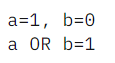 a=1, b=0
a OR b=1